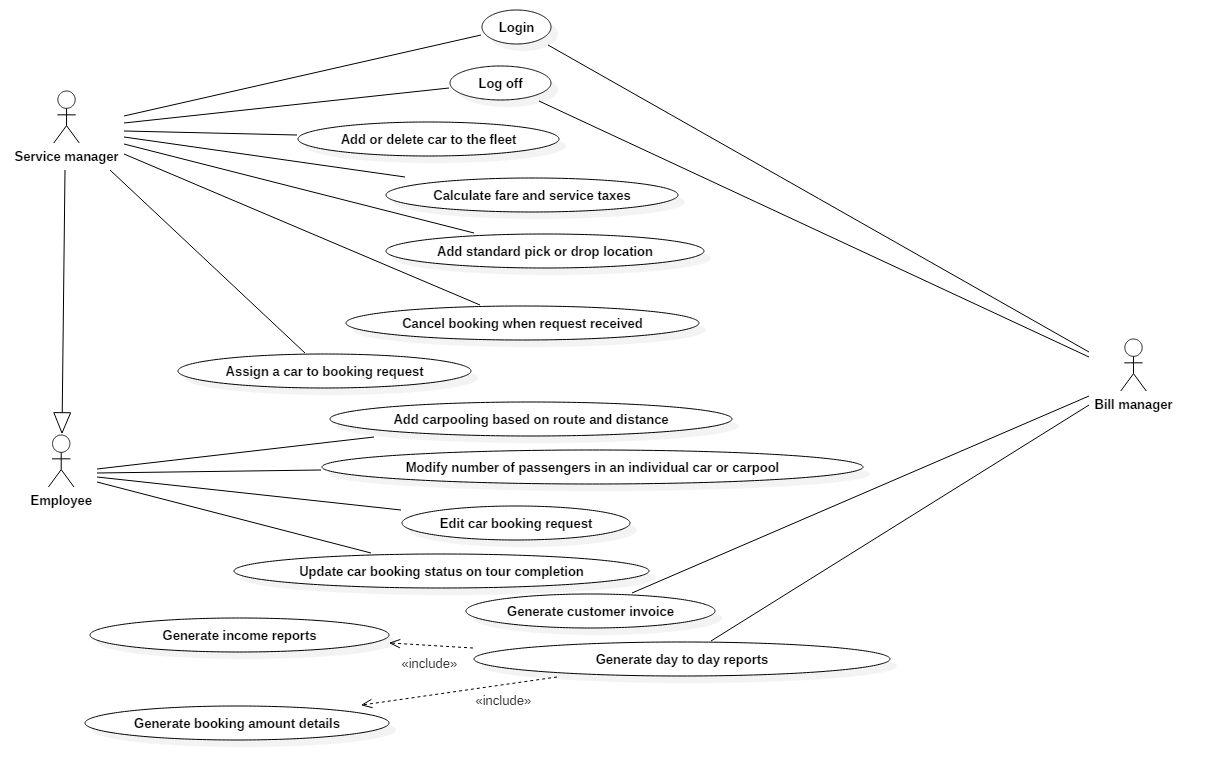 Login
Log off
Add or delete car to the fleet
Service manager
Calculate fare and service taxes
Add standard pick or drop location
Cancel booking when request received
Assign a car to booking request
Bill manager
Add carpooling based on route and distance
Modify number of passengers in an individual car or carpool
Employee
Edit car booking request
Update car booking status on tour completion
Generate customer invoice
Generate income reports
Generate day to day reports
«include»
«include»
Generate booking amount details